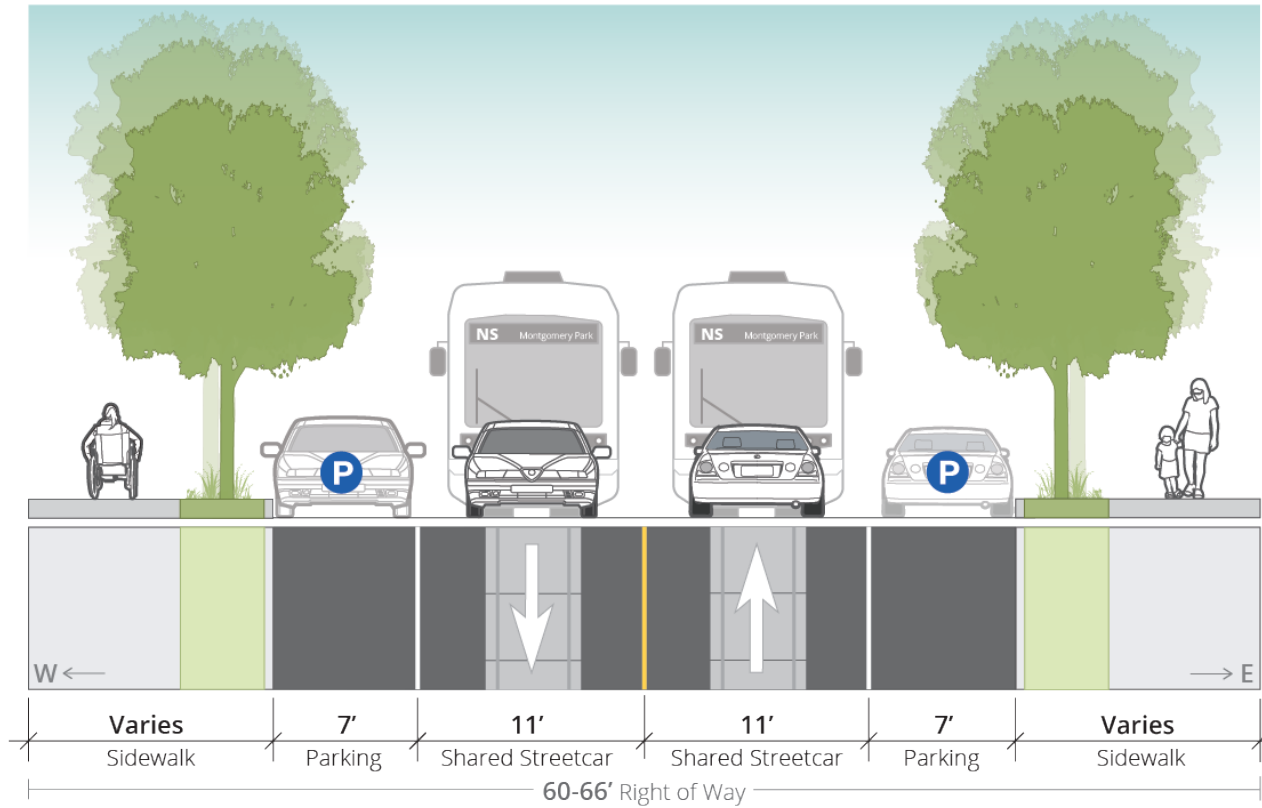 NS Montgomery Park
NS Montgomery Park
P
P
W
E
Varies
7’
11’
11’
7’
Varies
Sidewalk
Parking
Shared Streetcar
Shared Streetcar
Parking
Sidewalk
60-66’ Right of Way